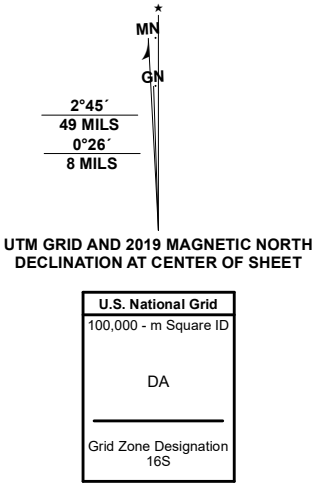 MN
GN
2°45´
49 MILS
0°26´
8 MILS
UTM GRID AND 2019 MAGNETIC NORTH
DECLINATION AT CENTER OF SHEET
U.S. National Grid
100,000 - m Square ID
DA
Grid Zone Designation
16S